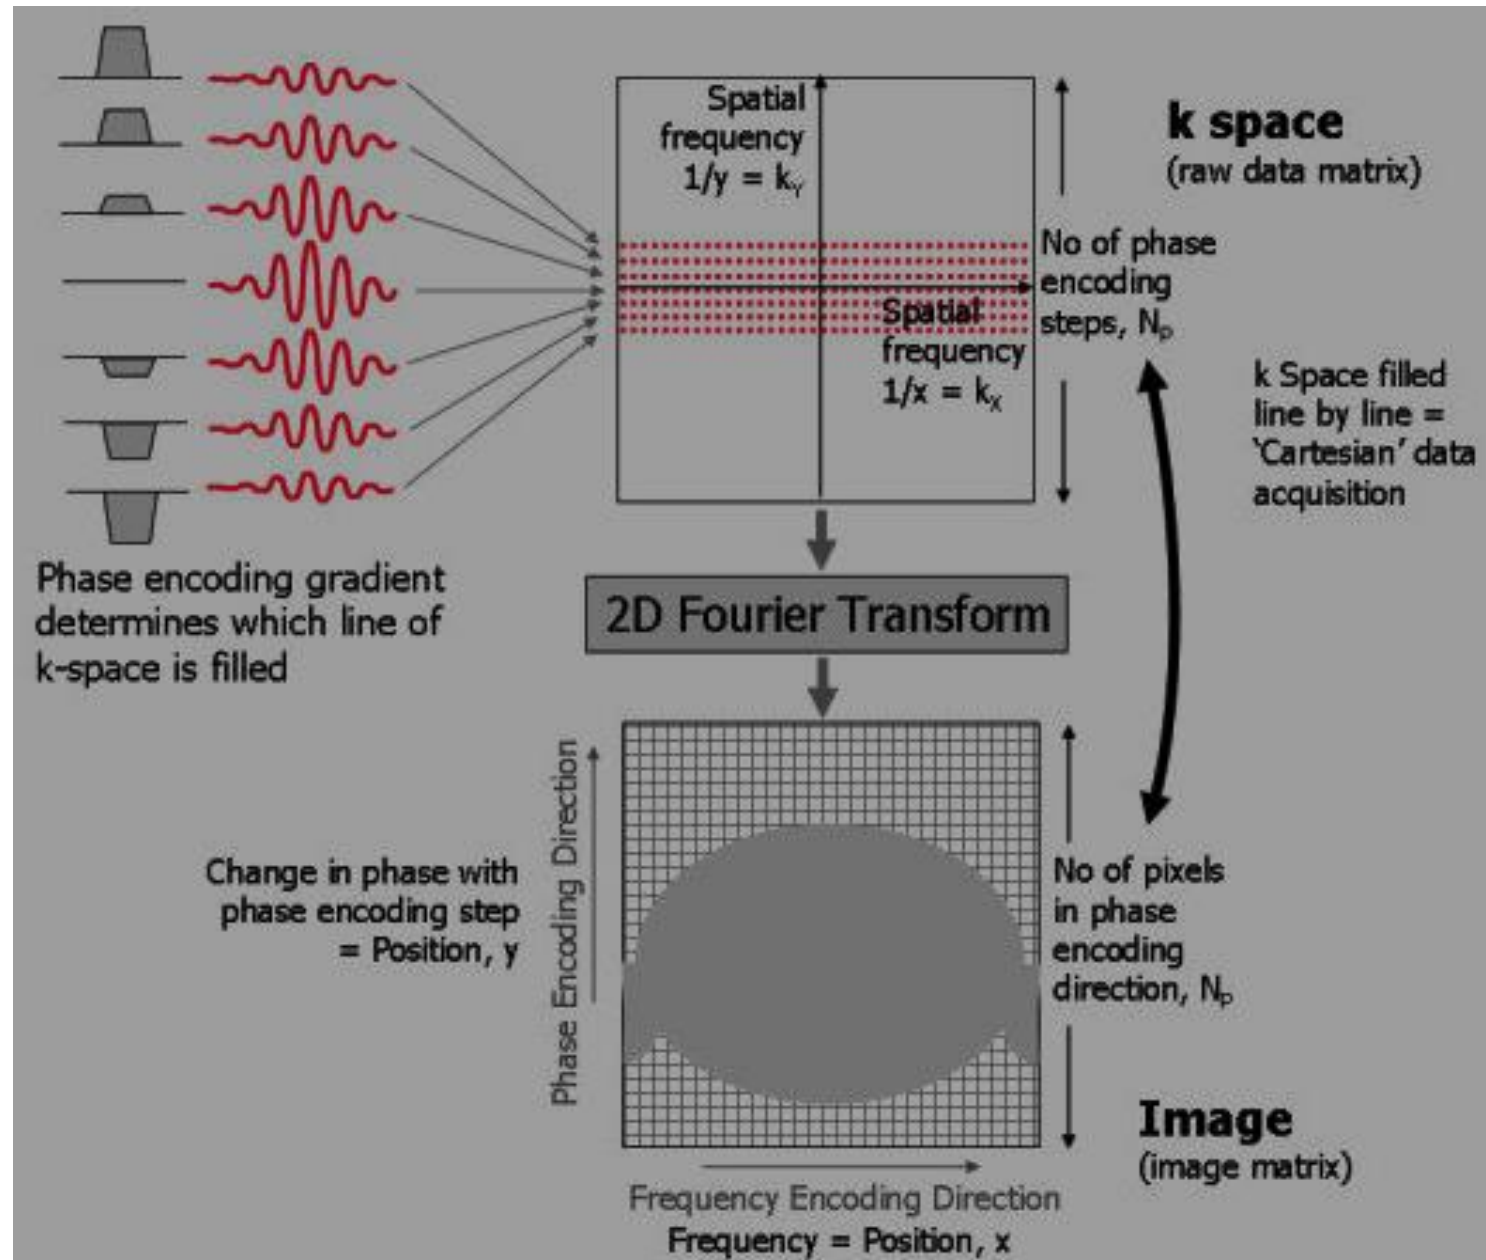 Spatial
frequency
1/y = kY
k space
(raw data matrix)
No of phase
encoding
steps, Np
Spatial
frequency
1/x = kX
k Space filled
line by line =
'Cartesian' data
acquisition
Phase encoding gradient
determines which line of
k-space is filled
2D Fourier Transform
Phase Encoding Direction
Change in phase with
phase encoding step
= Position, y
No of pixels
in phase
encoding
direction, Np
Image
(image matrix)
Frequency Encoding Direction
Frequency = Position, x